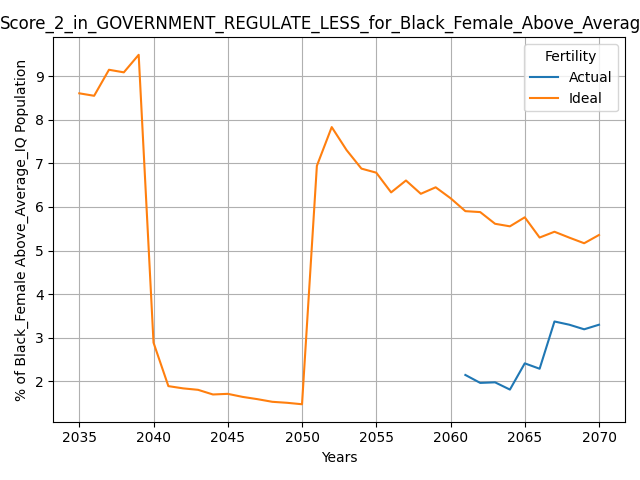 Score_2_in_GOVERNMENT_REGULATE_LESS_for_Black_Female_Above_Averag
% of Black_Female Above_Average_IQ Population
9
8
7
6
5
4
3
2
Fertility
Actual
Ideal
2035 2040 2045 2050 2055 2060 2065 2070
Years